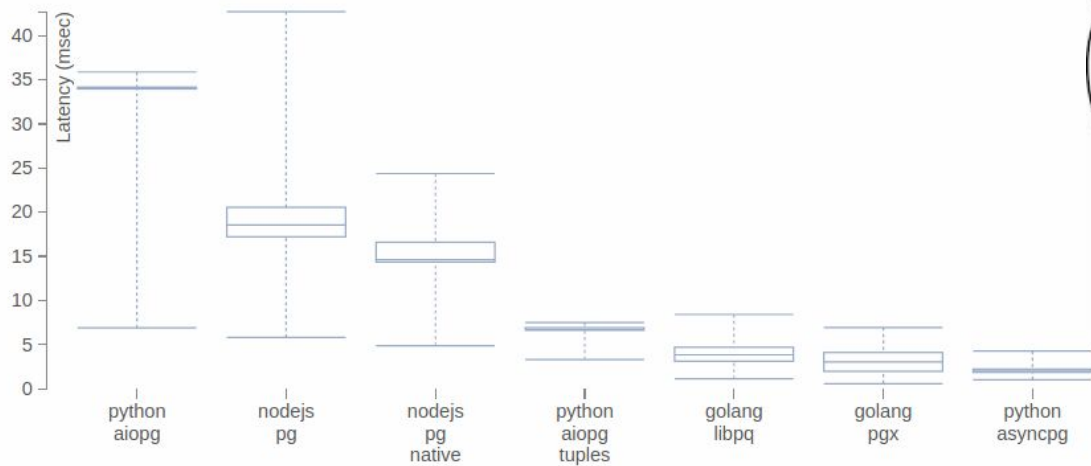 Latency (msec)
40
35
30
25
20
15
10
5
0
python
aiopg
nodejs
pg
nodejs
pg
native
python
aiopg
tuples
golang
libpq
golang
pgx
python
asyncpg